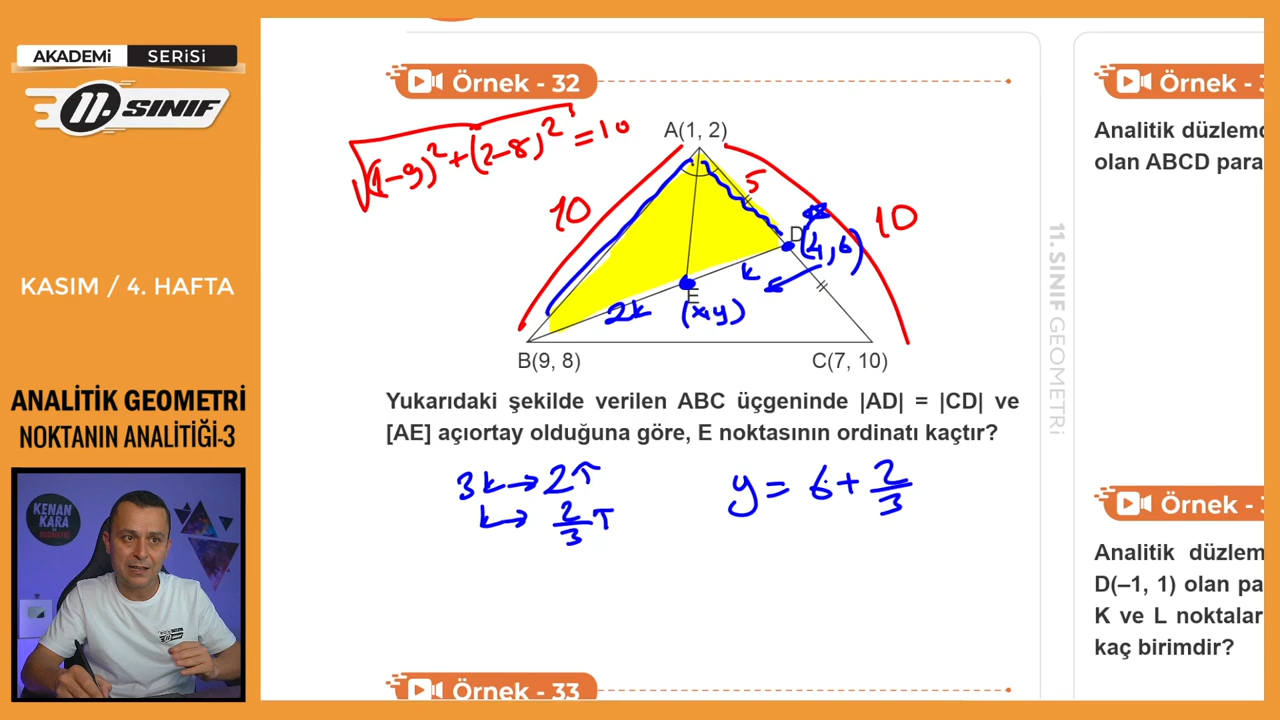 AKADEMİ SERİSİ
11. SINIF
KASIM / 4. HAFTA
ANALİTİK GEOMETRİ
NOKTANIN ANALİTİĞİ-3
KENAN
KARA
Örnek - 32
√(1-9)²+(2-8)² = 10
A(1, 2)
10
5
10
D
(4,6)
k
E
2k
(x,y)
B(9, 8)
C(7, 10)
Yukarıdaki şekilde verilen ABC üçgeninde |AD| = |CD| ve
[AE] açıortay olduğuna göre, E noktasının ordinatı kaçtır?
3k → 2↑
k → 2/3 ↑
y = 6 + 2/3
Örnek - 33
11. SINIF GEOMETRİ
Örnek - 3
Analitik düzlemd
olan ABCD para
Örnek - 3
Analitik düzlem
D(–1, 1) olan pa
K ve L noktalar
kaç birimdir?